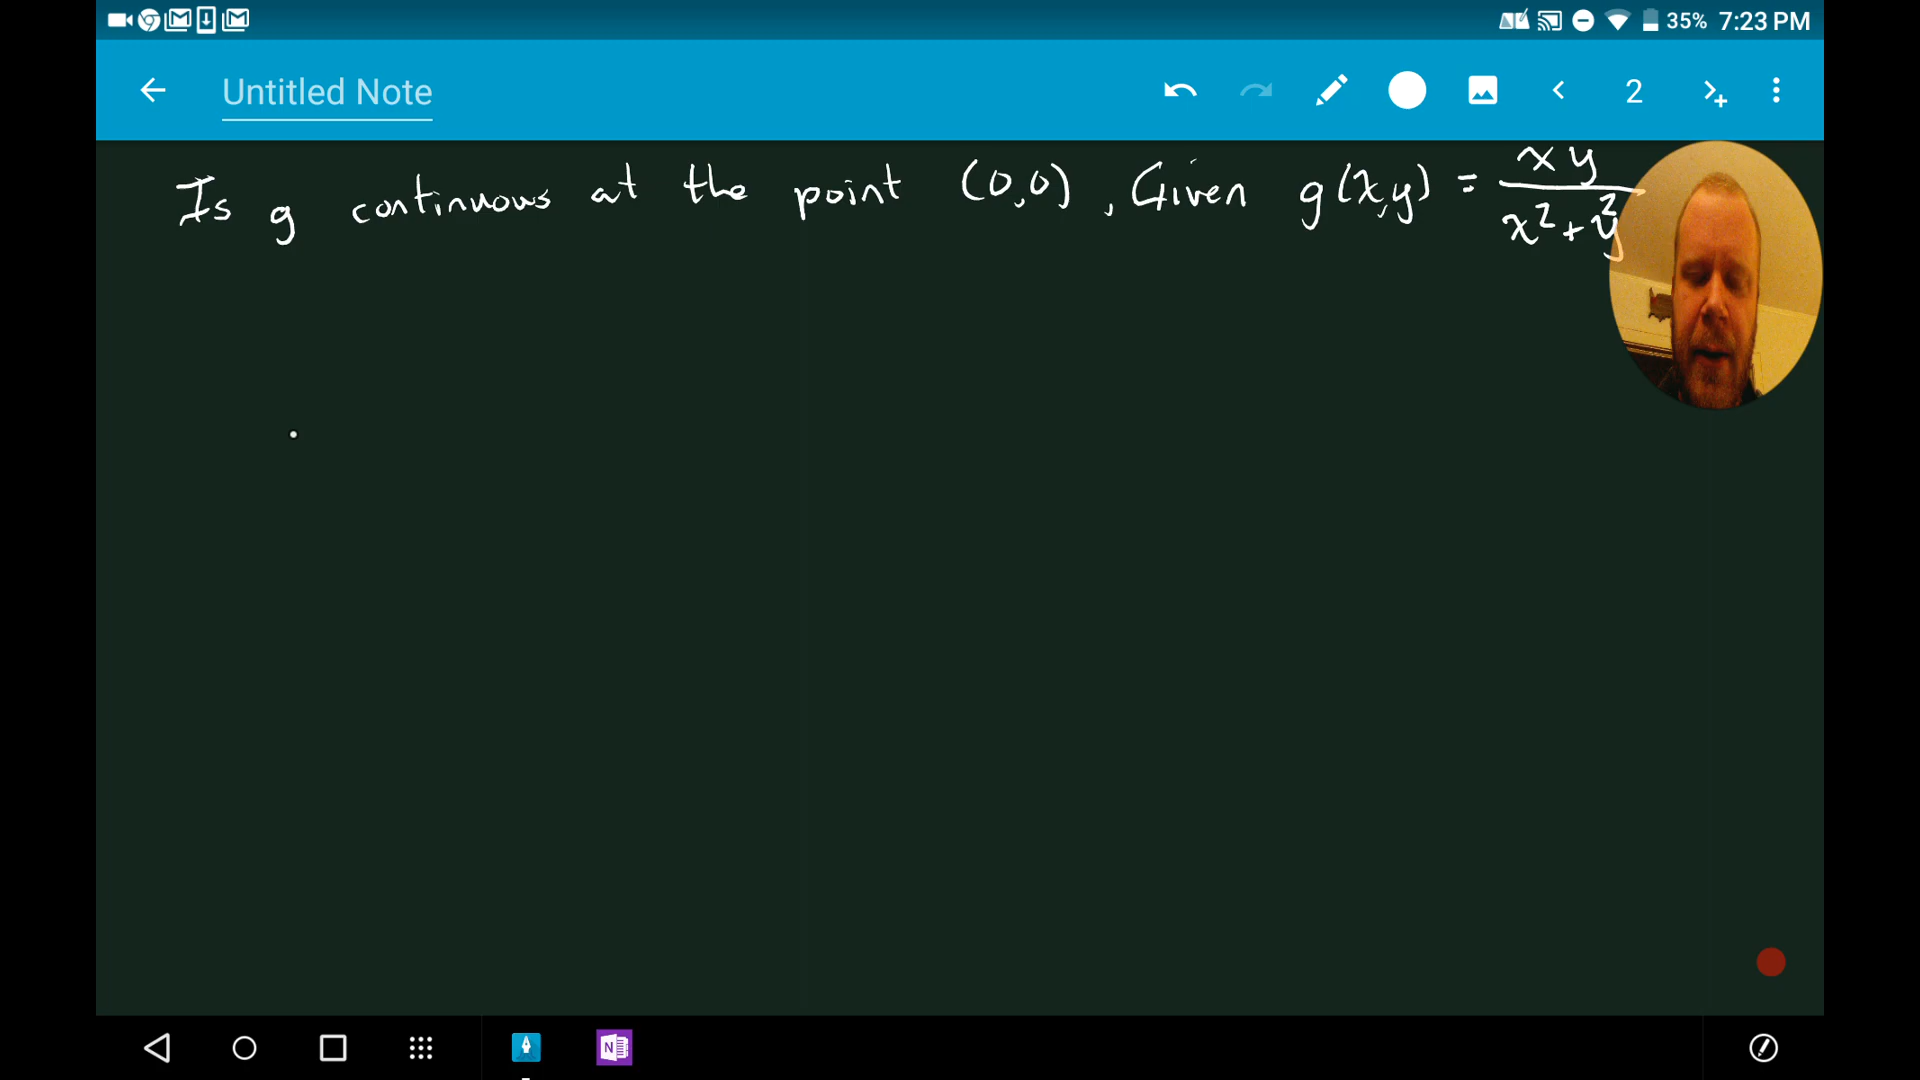 35% 7:23 PM
Untitled Note 2
Is g continuous at the point (0,0), Given g(x,y) = xy
x²+y²
N